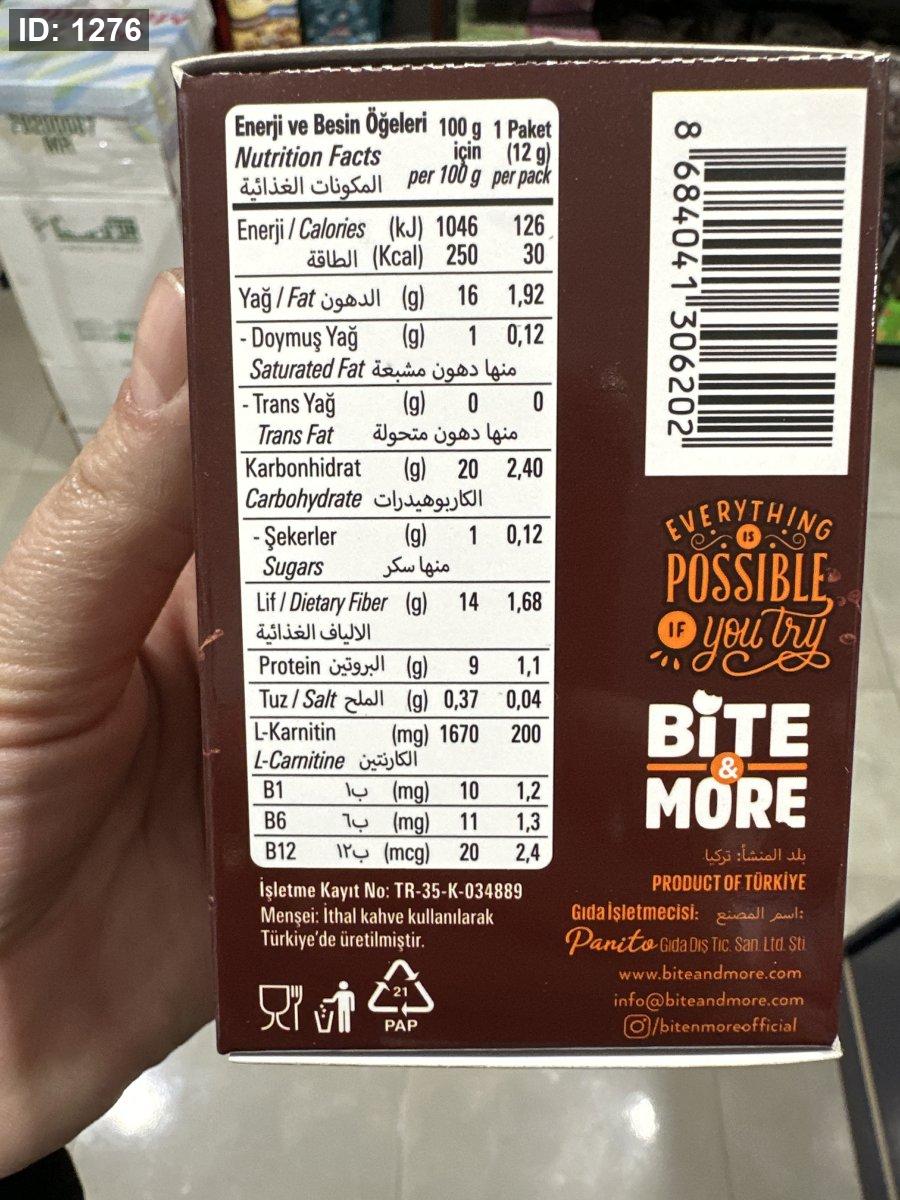 ID: 1276
Enerji ve Besin Öğeleri 100 g 1 Paket
Nutrition Facts için (12 g)
المكونات الغذائية per 100 g per pack
Enerji / Calories (kJ) 1046 126
الطاقة (Kcal) 250 30
Yağ / Fat الدهون (g) 16 1,92
- Doymuş Yağ (g) 1 0,12
Saturated Fat منها دهون مشبعة
- Trans Yağ (g) 0 0
Trans Fat منها دهون متحولة
Karbonhidrat (g) 20 2,40
Carbohydrate الكاربوهيدرات
- Şekerler (g) 1 0,12
Sugars منها سكر
Lif / Dietary Fiber (g) 14 1,68
الالياف الغذائية
Protein البروتين (g) 9 1,1
Tuz / Salt الملح (g) 0,37 0,04
L-Karnitin (mg) 1670 200
L-Carnitine الكارنتين
B1 ب١ (mg) 10 1,2
B6 ب٦ (mg) 11 1,3
B12 ب١٢ (mcg) 20 2,4
İşletme Kayıt No: TR-35-K-034889
Menşei: İthal kahve kullanılarak
Türkiye'de üretilmiştir.
21
PAP
8 684041 306202
EVERYTHING
IS
POSSIBLE
IF you try
BiTE
&
MORE
بلد المنشأ: تركيا
PRODUCT OF TÜRKİYE
Gıda İşletmecisi: اسم المصنع:
Panito Gıda Dış Tic. San. Ltd. Şti
www.biteandmore.com
info@biteandmore.com
/bitenmoreofficial